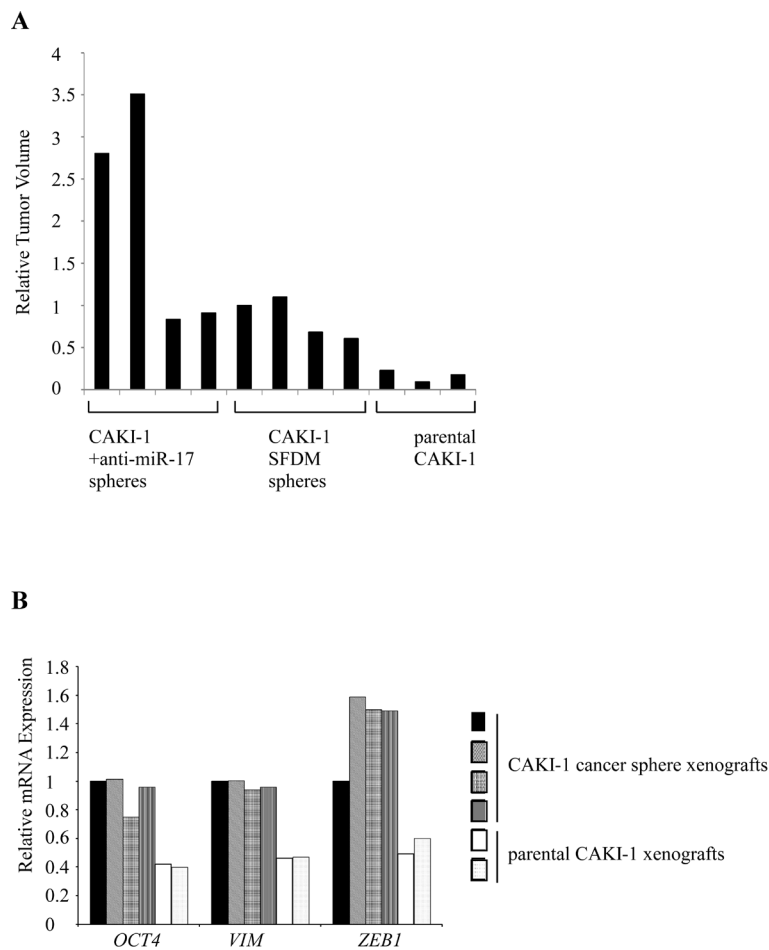 A
Relative Tumor Volume
4
3.5
3
2.5
2
1.5
1
0.5
0
CAKI-1
+anti-miR-17
spheres
CAKI-1
SFDM
spheres
parental
CAKI-1
B
Relative mRNA Expression
1.8
1.6
1.4
1.2
1
0.8
0.6
0.4
0.2
0
OCT4
VIM
ZEB1
CAKI-1 cancer sphere xenografts
parental CAKI-1 xenografts